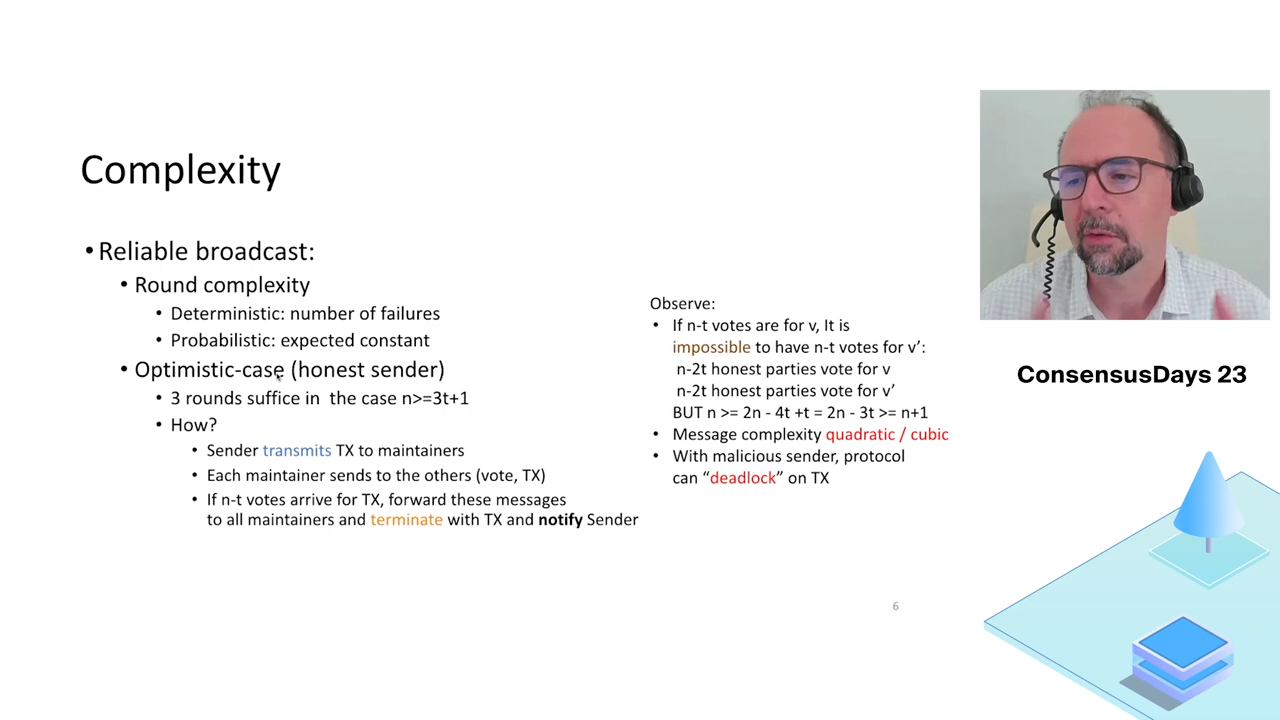 Complexity
• Reliable broadcast:
• Round complexity
• Deterministic: number of failures
• Probabilistic: expected constant
• Optimistic-case (honest sender)
• 3 rounds suffice in the case n>=3t+1
• How?
• Sender transmits TX to maintainers
• Each maintainer sends to the others (vote, TX)
• If n-t votes arrive for TX, forward these messages
to all maintainers and terminate with TX and notify Sender
Observe:
• If n-t votes are for v, It is
impossible to have n-t votes for v’:
n-2t honest parties vote for v
n-2t honest parties vote for v’
BUT n >= 2n - 4t +t = 2n - 3t >= n+1
• Message complexity quadratic / cubic
• With malicious sender, protocol
can “deadlock” on TX
6
ConsensusDays 23